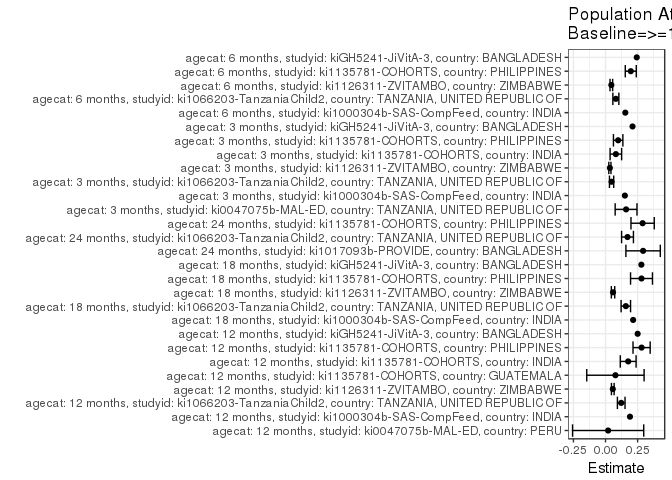 Population At
Baseline=>=1
agecat: 6 months, studyid: kiGH5241-JiVitA-3, country: BANGLADESH
agecat: 6 months, studyid: ki1135781-COHORTS, country: PHILIPPINES
agecat: 6 months, studyid: ki1126311-ZVITAMBO, country: ZIMBABWE
agecat: 6 months, studyid: ki1066203-TanzaniaChild2, country: TANZANIA, UNITED REPUBLIC OF
agecat: 6 months, studyid: ki1000304b-SAS-CompFeed, country: INDIA
agecat: 3 months, studyid: kiGH5241-JiVitA-3, country: BANGLADESH
agecat: 3 months, studyid: ki1135781-COHORTS, country: PHILIPPINES
agecat: 3 months, studyid: ki1135781-COHORTS, country: INDIA
agecat: 3 months, studyid: ki1126311-ZVITAMBO, country: ZIMBABWE
agecat: 3 months, studyid: ki1066203-TanzaniaChild2, country: TANZANIA, UNITED REPUBLIC OF
agecat: 3 months, studyid: ki1000304b-SAS-CompFeed, country: INDIA
agecat: 3 months, studyid: ki0047075b-MAL-ED, country: TANZANIA, UNITED REPUBLIC OF
agecat: 24 months, studyid: ki1135781-COHORTS, country: PHILIPPINES
agecat: 24 months, studyid: ki1066203-TanzaniaChild2, country: TANZANIA, UNITED REPUBLIC OF
agecat: 24 months, studyid: ki1017093b-PROVIDE, country: BANGLADESH
agecat: 18 months, studyid: kiGH5241-JiVitA-3, country: BANGLADESH
agecat: 18 months, studyid: ki1135781-COHORTS, country: PHILIPPINES
agecat: 18 months, studyid: ki1126311-ZVITAMBO, country: ZIMBABWE
agecat: 18 months, studyid: ki1066203-TanzaniaChild2, country: TANZANIA, UNITED REPUBLIC OF
agecat: 18 months, studyid: ki1000304b-SAS-CompFeed, country: INDIA
agecat: 12 months, studyid: kiGH5241-JiVitA-3, country: BANGLADESH
agecat: 12 months, studyid: ki1135781-COHORTS, country: PHILIPPINES
agecat: 12 months, studyid: ki1135781-COHORTS, country: INDIA
agecat: 12 months, studyid: ki1135781-COHORTS, country: GUATEMALA
agecat: 12 months, studyid: ki1126311-ZVITAMBO, country: ZIMBABWE
agecat: 12 months, studyid: ki1066203-TanzaniaChild2, country: TANZANIA, UNITED REPUBLIC OF
agecat: 12 months, studyid: ki1000304b-SAS-CompFeed, country: INDIA
agecat: 12 months, studyid: ki0047075b-MAL-ED, country: PERU
-0.25 0.00 0.25
Estimate